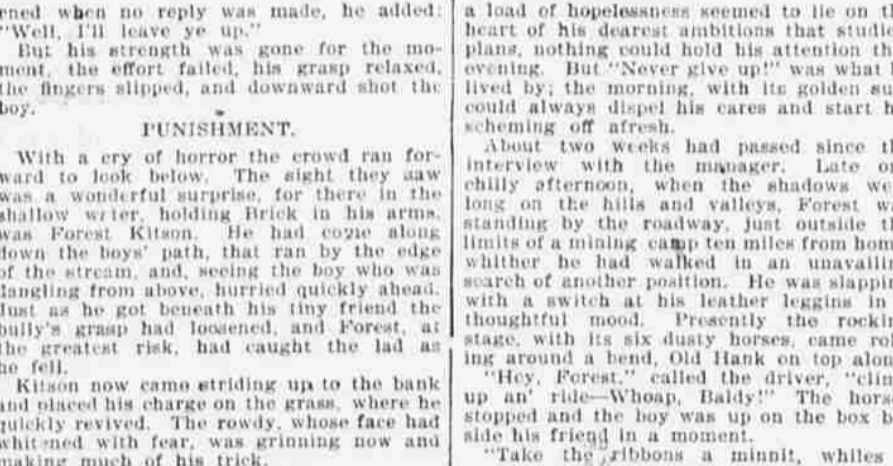 rned when no reply was made, he added:
"Well, I'll leave ye up."
But his strength was gone for the mo-
ment, the effort failed, his grasp relaxed,
the fingers slipped, and downward shot the
boy.
PUNISHMENT.
With a cry of horror the crowd ran for-
ward to look below. The sight they saw
was a wonderful surprise, for there in the
shallow water, holding Brick in his arms,
was Forest Kitson. He had come along
down the boys' path, that ran by the edge
of the stream, and, seeing the boy who was
dangling from above, hurried quickly ahead.
Just as he got beneath his tiny friend the
bully's grasp had loosened, and Forest, at
the greatest risk, had caught the lad as
he fell.
Kitson now came striding up to the bank
and placed his charge on the grass, where he
quickly revived. The rowdy, whose face had
whitened with fear, was grinning now and
making much of his trick.
a load of hopelessness seemed to lie on th
heart of his dearest ambitions that studie
plans, nothing could hold his attention tha
evening. But "Never give up!" was what h
lived by; the morning, with its golden su
could always dispel his cares and start h
scheming off afresh.
About two weeks had passed since th
interview with the manager. Late on
chilly afternoon, when the shadows we
long on the hills and valleys, Forest wa
standing by the roadway, just outside th
limits of a mining camp ten miles from hom
whither he had walked in an unavailin
search of another position. He was slappin
with a switch at his leather leggins in
thoughtful mood. Presently the rockin
stage, with its six dusty horses, came rol
ing around a bend, Old Hank on top alon
"Hey, Forest," called the driver, "clim
up an' ride—Whoap, Baldy!" The horse
stopped and the boy was up on the box b
side his friend in a moment.
"Take the ribbons a minnit, whiles